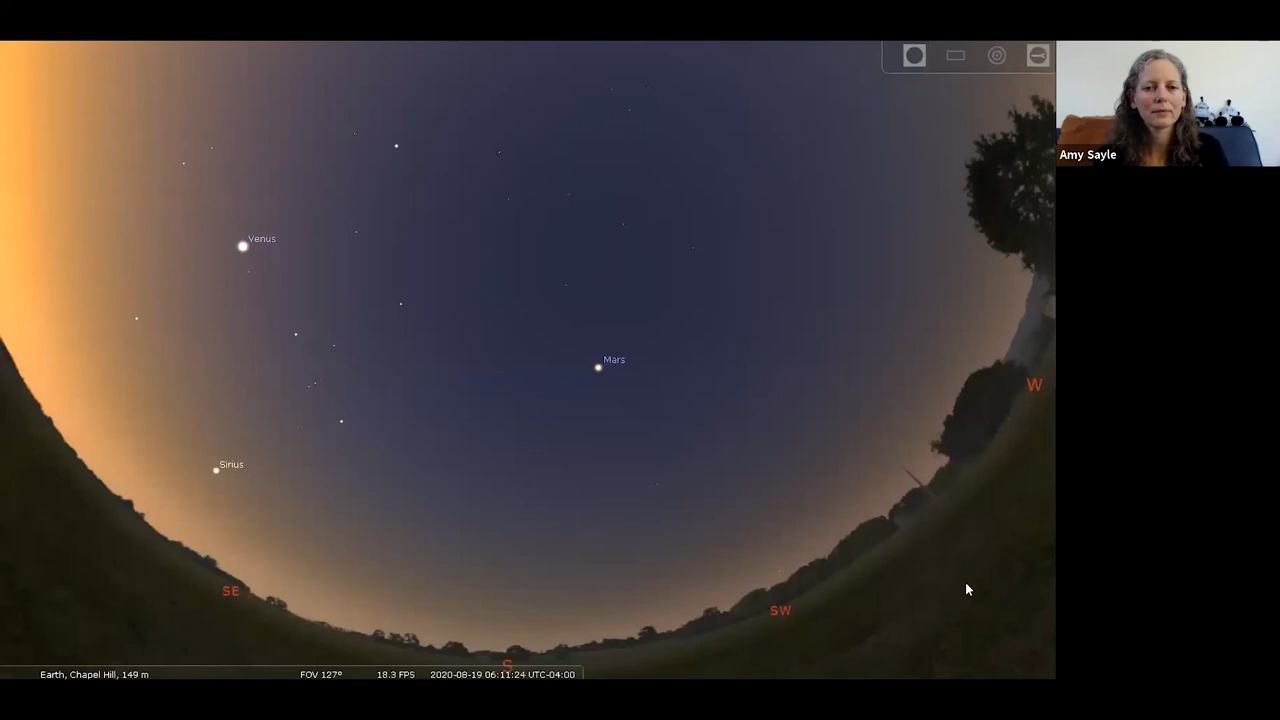 Venus
Amy Sayle
Mars
W
Sirius
SE
SW
S
Earth, Chapel Hill, 149 m FOV 127° 18.3 FPS 2020-08-19 06:11:24 UTC-04:00